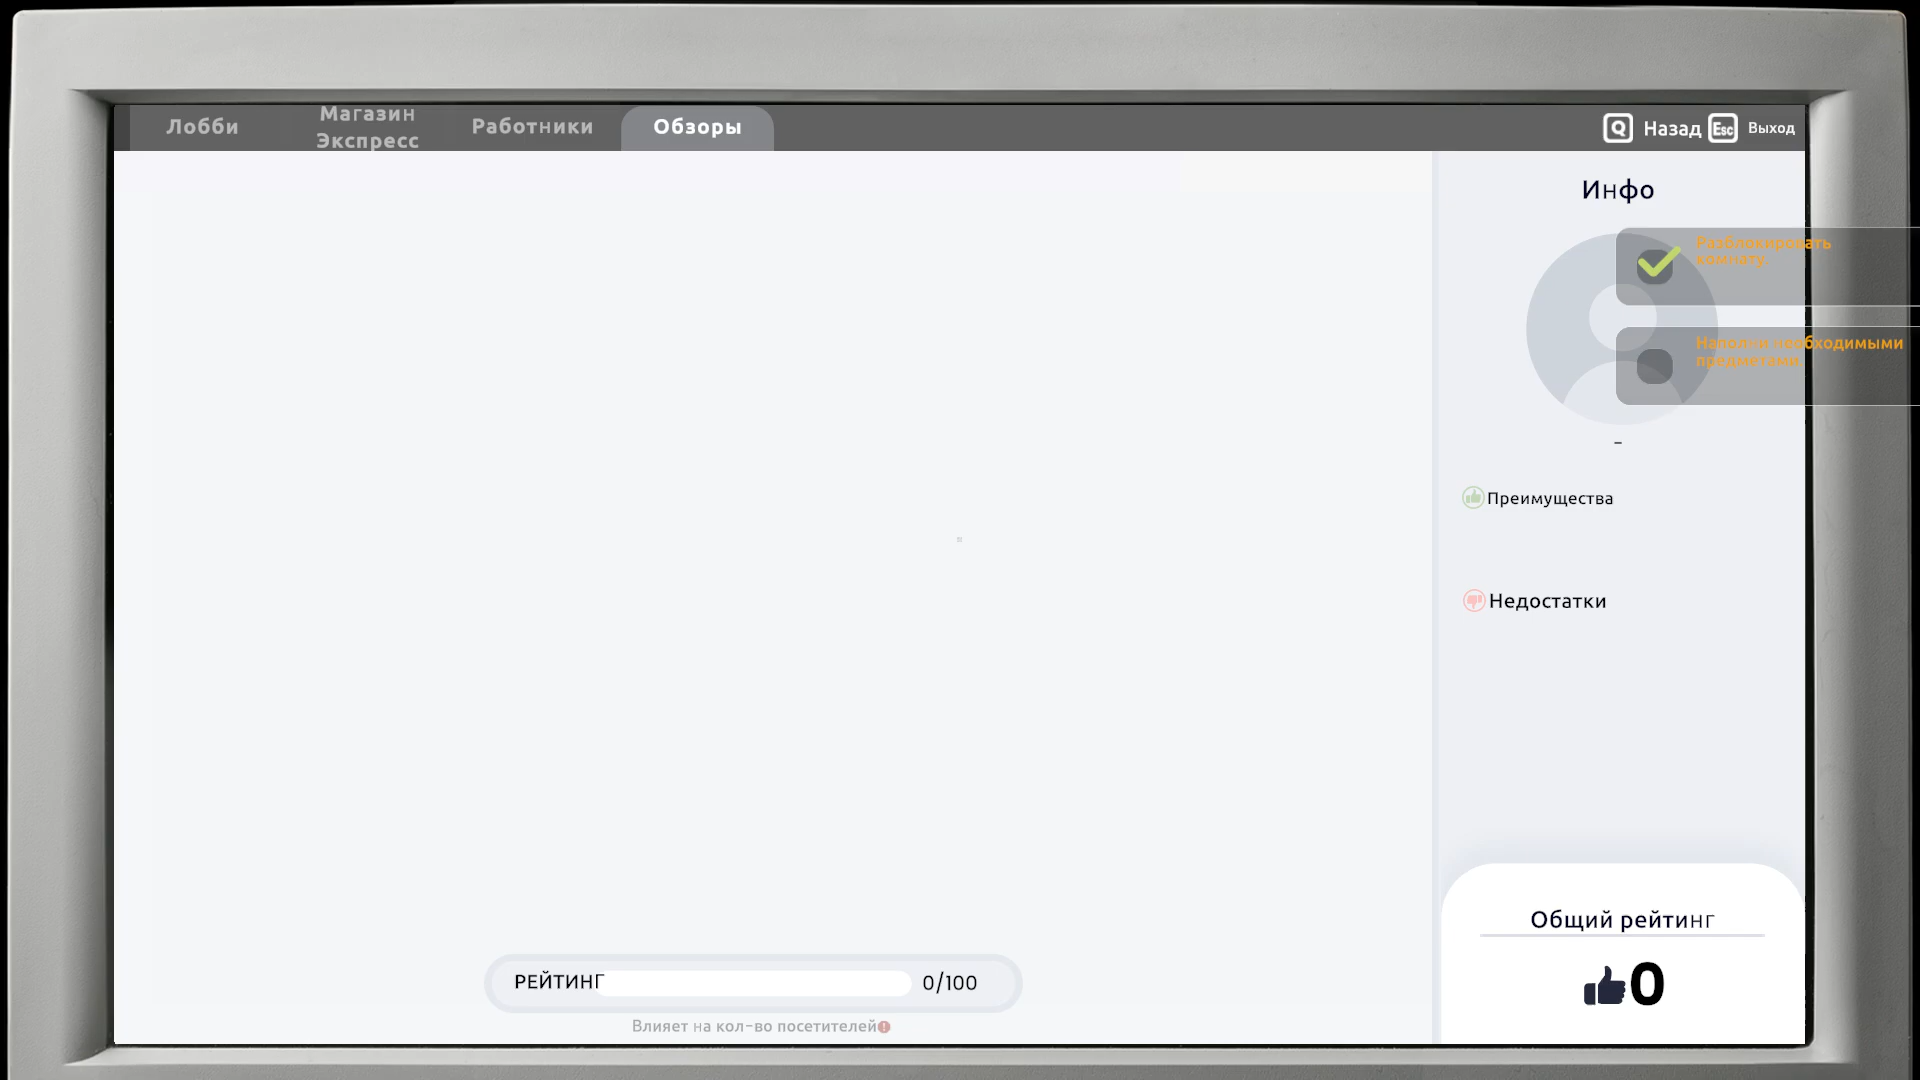 Лобби
Магазин
Экспресс
Работники
Обзоры
Q Назад Esc Выход
Инфо
Разблокировать
комнату.
Наполни необходимыми
предметами.
-
Преимущества
Недостатки
Общий рейтинг
0
РЕЙТИНГ 0/100
Влияет на кол-во посетителей!